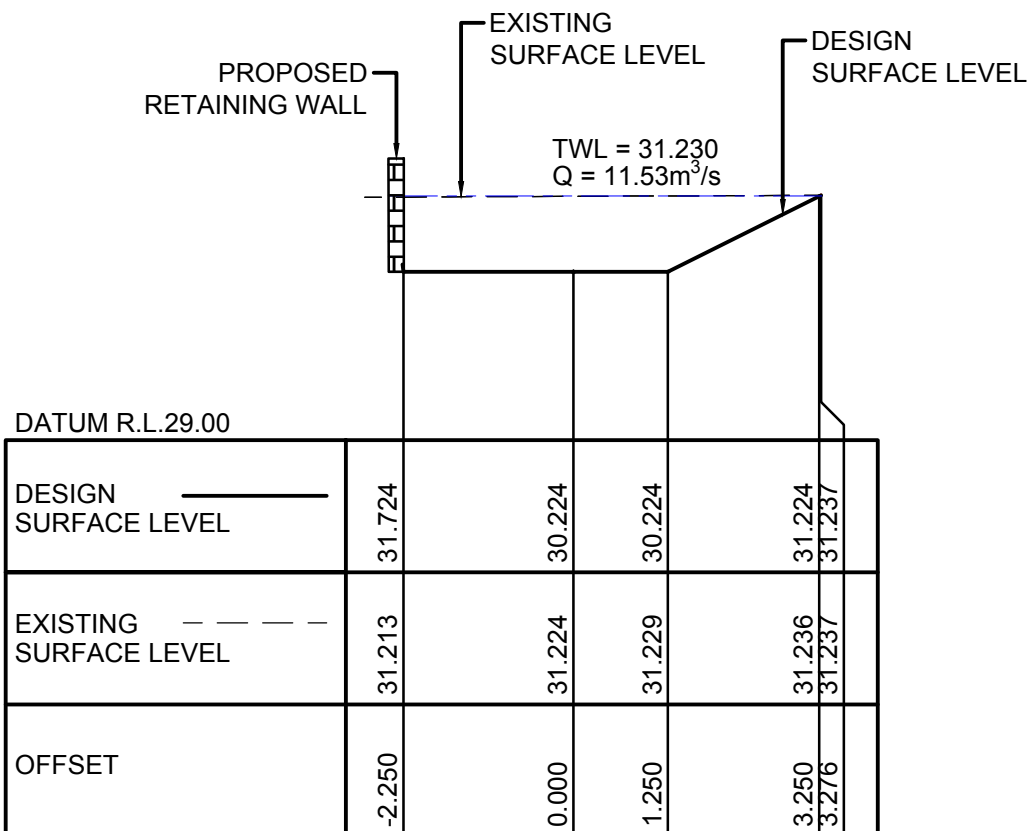 EXISTING
SURFACE LEVEL
DESIGN
SURFACE LEVEL
PROPOSED
RETAINING WALL
TWL = 31.230
Q = 11.53m³/s
DATUM R.L.29.00
DESIGN
SURFACE LEVEL
31.724
30.224
30.224
31.224
31.237
EXISTING
SURFACE LEVEL
31.213
31.224
31.229
31.236
31.237
OFFSET
-2.250
0.000
1.250
3.250
3.276